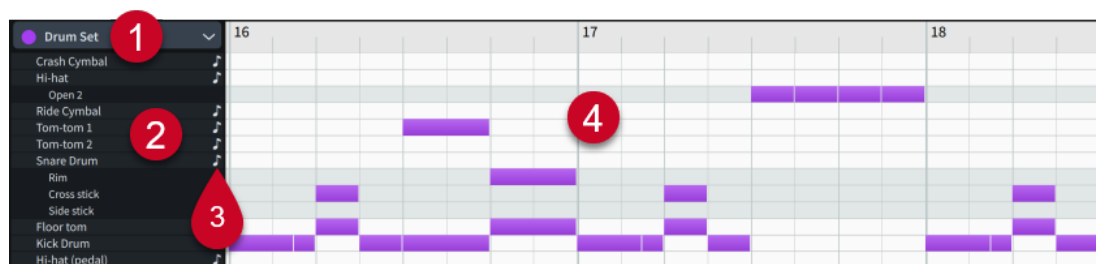 Drum Set 1 16 17 18
Crash Cymbal
Hi-hat
Open 2
Ride Cymbal
Tom-tom 1 2 4
Tom-tom 2
Snare Drum
Rim
Cross stick
Side stick 3
Floor tom
Kick Drum
Hi-hat (pedal)